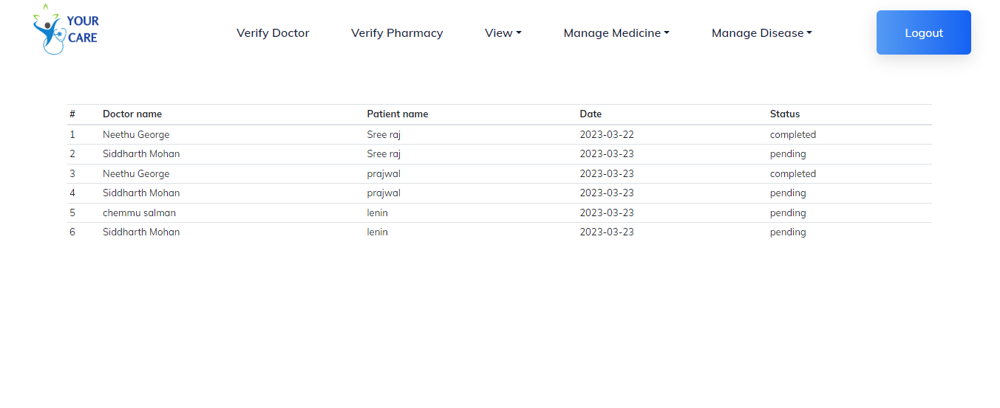 YOUR
CARE
Verify Doctor Verify Pharmacy View Manage Medicine Manage Disease Logout
# Doctor name Patient name Date Status
1 Neethu George Sree raj 2023-03-22 completed
2 Siddharth Mohan Sree raj 2023-03-23 pending
3 Neethu George prajwal 2023-03-23 completed
4 Siddharth Mohan prajwal 2023-03-23 pending
5 chemmu salman lenin 2023-03-23 pending
6 Siddharth Mohan lenin 2023-03-23 pending